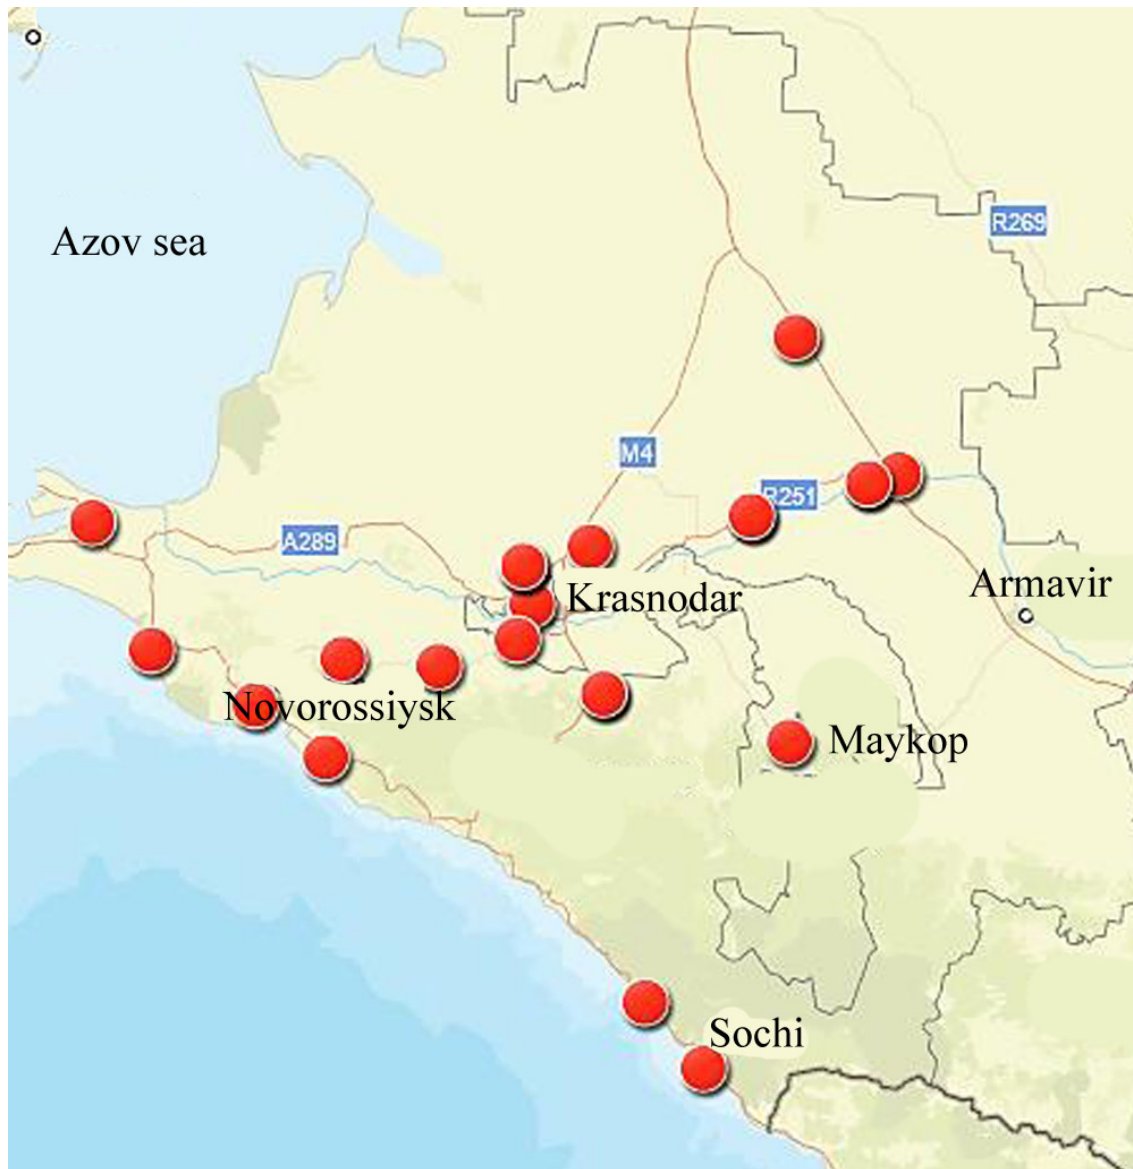 R269
Azov sea
M4
R251
A289
Armavir
Krasnodar
Novorossiysk
Maykop
Sochi